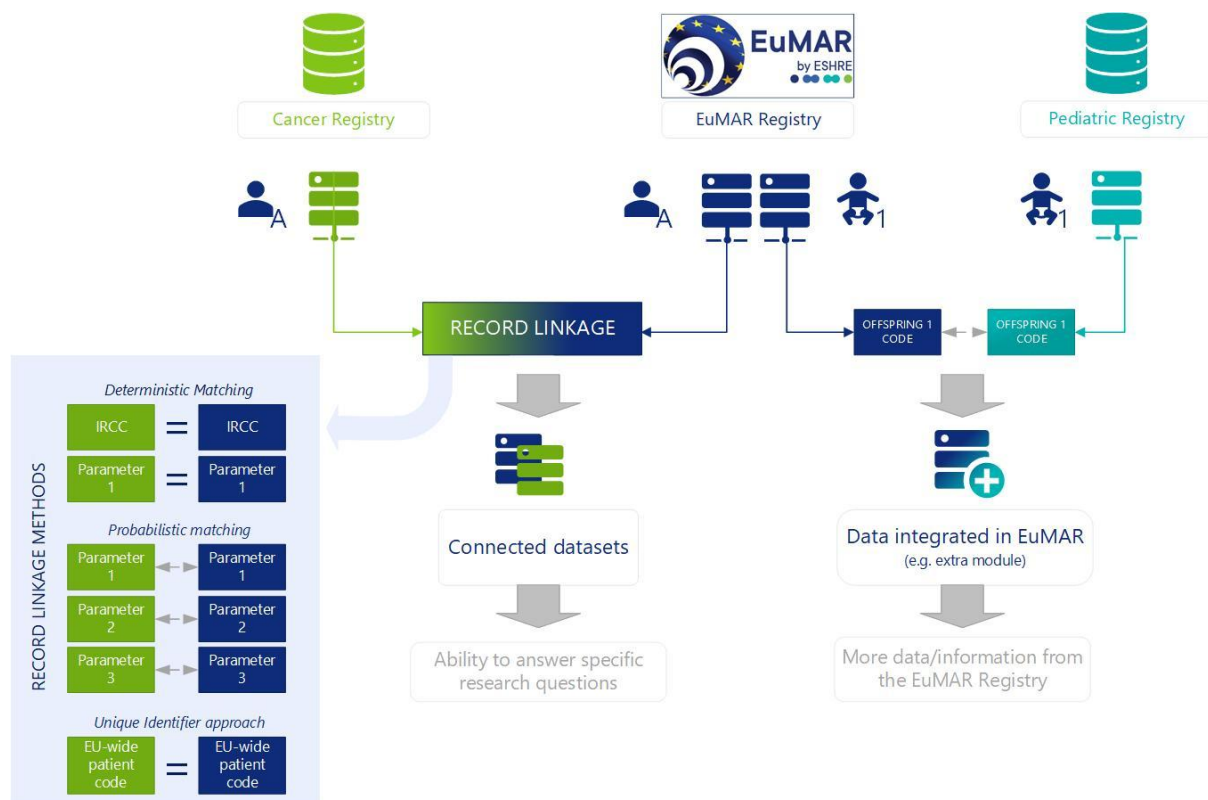 EuMAR
by ESHRE
Cancer Registry
EuMAR Registry
Pediatric Registry
A
A
1
1
RECORD LINKAGE
OFFSPRING 1
CODE
OFFSPRING 1
CODE
RECORD LINKAGE METHODS
Deterministic Matching
IRCC
=
IRCC
Parameter
1
=
Parameter
1
Probabilistic matching
Parameter
1
Parameter
1
Parameter
2
Parameter
2
Parameter
3
Parameter
3
Unique Identifier approach
EU-wide
patient
code
=
EU-wide
patient
code
Connected datasets
Ability to answer specific
research questions
Data integrated in EuMAR
(e.g. extra module)
More data/information from
the EuMAR Registry